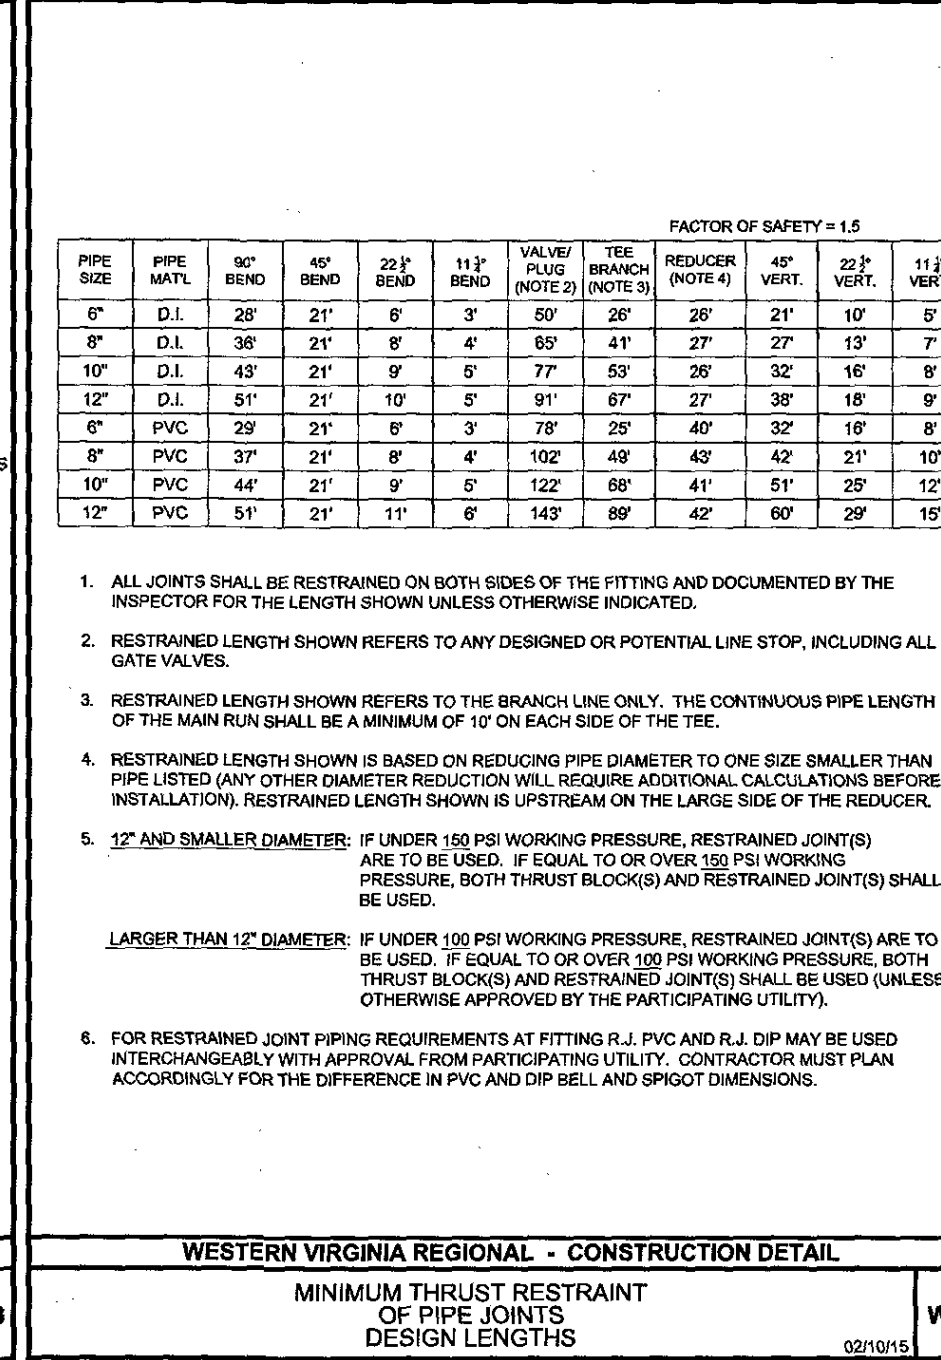 FACTOR OF SAFETY = 1.5
PIPE SIZE PIPE MAT'L 90° BEND 45° BEND 22 ½° BEND 11 ¼° BEND VALVE/ PLUG (NOTE 2) TEE BRANCH (NOTE 3) REDUCER (NOTE 4) 45° VERT. 22 ½° VERT. 11 ¼°
6" D.I. 28' 21' 6' 3' 50' 26' 26' 21' 10' 5'
8" D.I. 36' 21' 8' 4' 65' 41' 27' 27' 13' 7'
10" D.I. 43' 21' 9' 5' 77' 53' 26' 32' 16' 8'
12" D.I. 51' 21' 10' 5' 91' 67' 27' 38' 18' 9'
6" PVC 29' 21' 6' 3' 78' 25' 40' 32' 16' 8'
8" PVC 37' 21' 8' 4' 102' 49' 43' 42' 21' 10'
10" PVC 44' 21' 9' 5' 122' 68' 41' 51' 25' 12'
12" PVC 51' 21' 11' 6' 143' 89' 42' 60' 29' 15'
1. ALL JOINTS SHALL BE RESTRAINED ON BOTH SIDES OF THE FITTING AND DOCUMENTED BY THE
INSPECTOR FOR THE LENGTH SHOWN UNLESS OTHERWISE INDICATED.
2. RESTRAINED LENGTH SHOWN REFERS TO ANY DESIGNED OR POTENTIAL LINE STOP, INCLUDING ALL
GATE VALVES.
3. RESTRAINED LENGTH SHOWN REFERS TO THE BRANCH LINE ONLY. THE CONTINUOUS PIPE LENGTH
OF THE MAIN RUN SHALL BE A MINIMUM OF 10' ON EACH SIDE OF THE TEE.
4. RESTRAINED LENGTH SHOWN IS BASED ON REDUCING PIPE DIAMETER TO ONE SIZE SMALLER THAN
PIPE LISTED (ANY OTHER DIAMETER REDUCTION WILL REQUIRE ADDITIONAL CALCULATIONS BEFORE
INSTALLATION). RESTRAINED LENGTH SHOWN IS UPSTREAM ON THE LARGE SIDE OF THE REDUCER.
5. 12" AND SMALLER DIAMETER: IF UNDER 150 PSI WORKING PRESSURE, RESTRAINED JOINT(S)
ARE TO BE USED. IF EQUAL TO OR OVER 150 PSI WORKING
PRESSURE, BOTH THRUST BLOCK(S) AND RESTRAINED JOINT(S) SHALL
BE USED.
LARGER THAN 12" DIAMETER: IF UNDER 100 PSI WORKING PRESSURE, RESTRAINED JOINT(S) ARE TO
BE USED. IF EQUAL TO OR OVER 100 PSI WORKING PRESSURE, BOTH
THRUST BLOCK(S) AND RESTRAINED JOINT(S) SHALL BE USED (UNLESS
OTHERWISE APPROVED BY THE PARTICIPATING UTILITY).
6. FOR RESTRAINED JOINT PIPING REQUIREMENTS AT FITTING R.J. PVC AND R.J. DIP MAY BE USED
INTERCHANGEABLY WITH APPROVAL FROM PARTICIPATING UTILITY. CONTRACTOR MUST PLAN
ACCORDINGLY FOR THE DIFFERENCE IN PVC AND DIP BELL AND SPIGOT DIMENSIONS.
WESTERN VIRGINIA REGIONAL - CONSTRUCTION DETAIL
MINIMUM THRUST RESTRAINT
OF PIPE JOINTS
DESIGN LENGTHS
02/10/15